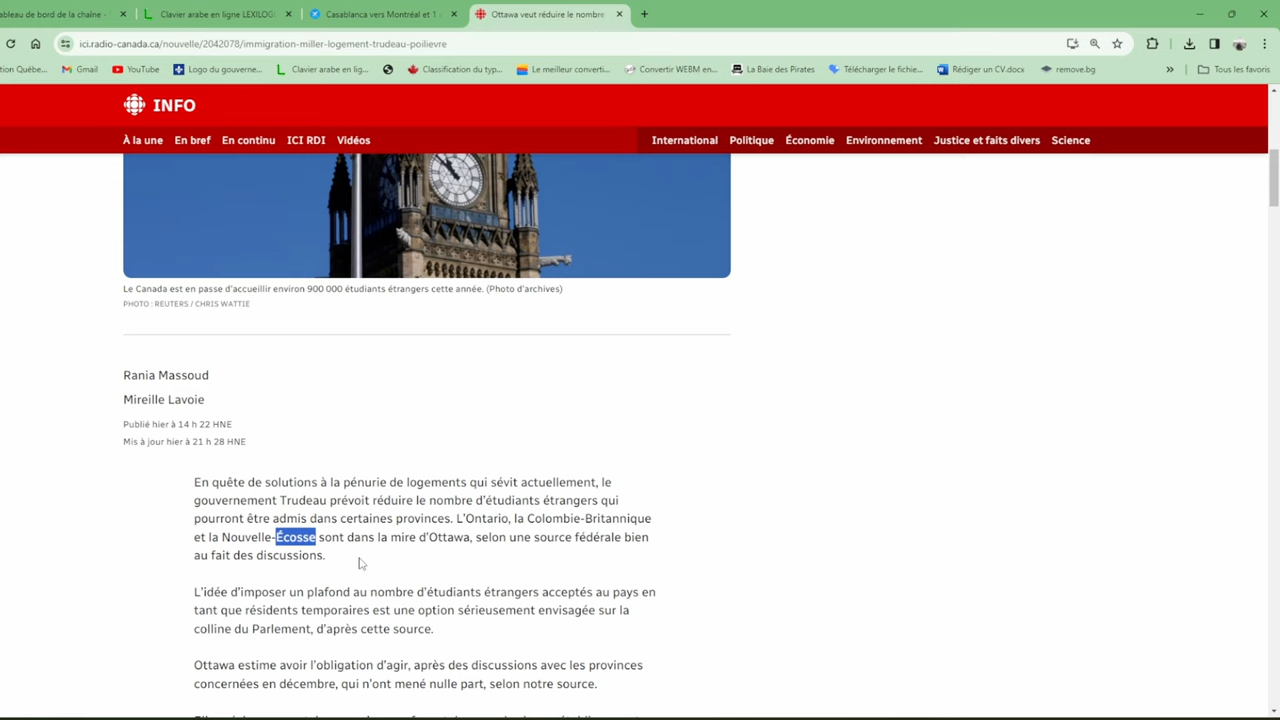 ableau de bord de la chaîne -
Clavier arabe en ligne LEXILOGI
Casablanca vers Montréal et 1 a
Ottawa veut réduire le nombre
ici.radio-canada.ca/nouvelle/2042078/immigration-miller-logement-trudeau-poilievre
tion Québe...
Gmail
YouTube
Logo du gouverne...
Clavier arabe en lig...
Classification du typ...
Le meilleur converti...
Convertir WEBM en...
La Baie des Pirates
Télécharger le fichie...
Rédiger un CV.docx
remove.bg
Tous les favoris
INFO
À la une En bref En continu ICI RDI Vidéos International Politique Économie Environnement Justice et faits divers Science
Le Canada est en passe d'accueillir environ 900 000 étudiants étrangers cette année. (Photo d'archives)
PHOTO : REUTERS / CHRIS WATTIE
Rania Massoud
Mireille Lavoie
Publié hier à 14 h 22 HNE
Mis à jour hier à 21 h 28 HNE
En quête de solutions à la pénurie de logements qui sévit actuellement, le
gouvernement Trudeau prévoit réduire le nombre d'étudiants étrangers qui
pourront être admis dans certaines provinces. L'Ontario, la Colombie-Britannique
et la Nouvelle-Écosse sont dans la mire d'Ottawa, selon une source fédérale bien
au fait des discussions.
L'idée d'imposer un plafond au nombre d'étudiants étrangers acceptés au pays en
tant que résidents temporaires est une option sérieusement envisagée sur la
colline du Parlement, d'après cette source.
Ottawa estime avoir l'obligation d'agir, après des discussions avec les provinces
concernées en décembre, qui n'ont mené nulle part, selon notre source.